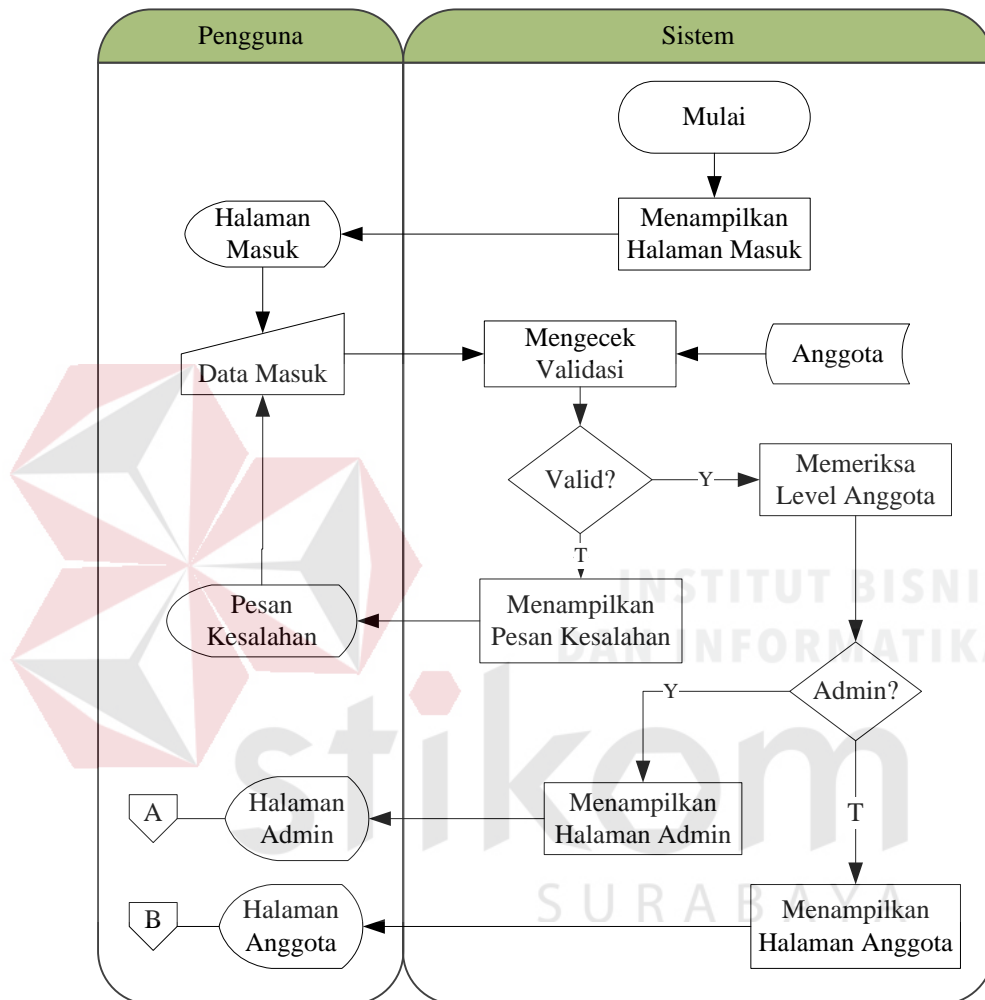 Pengguna
Sistem
Mulai
Menampilkan
Halaman Masuk
Halaman
Masuk
Data Masuk
Mengecek
Validasi
Anggota
Valid?
Y
Memeriksa
Level Anggota
T
Menampilkan
Pesan Kesalahan
Pesan
Kesalahan
Admin?
Y
T
Menampilkan
Halaman Admin
Halaman
Admin
A
Menampilkan
Halaman Anggota
Halaman
Anggota
B
INSTITUT BISNI
DAN INFORMATIKA
stikom
SURABAYA